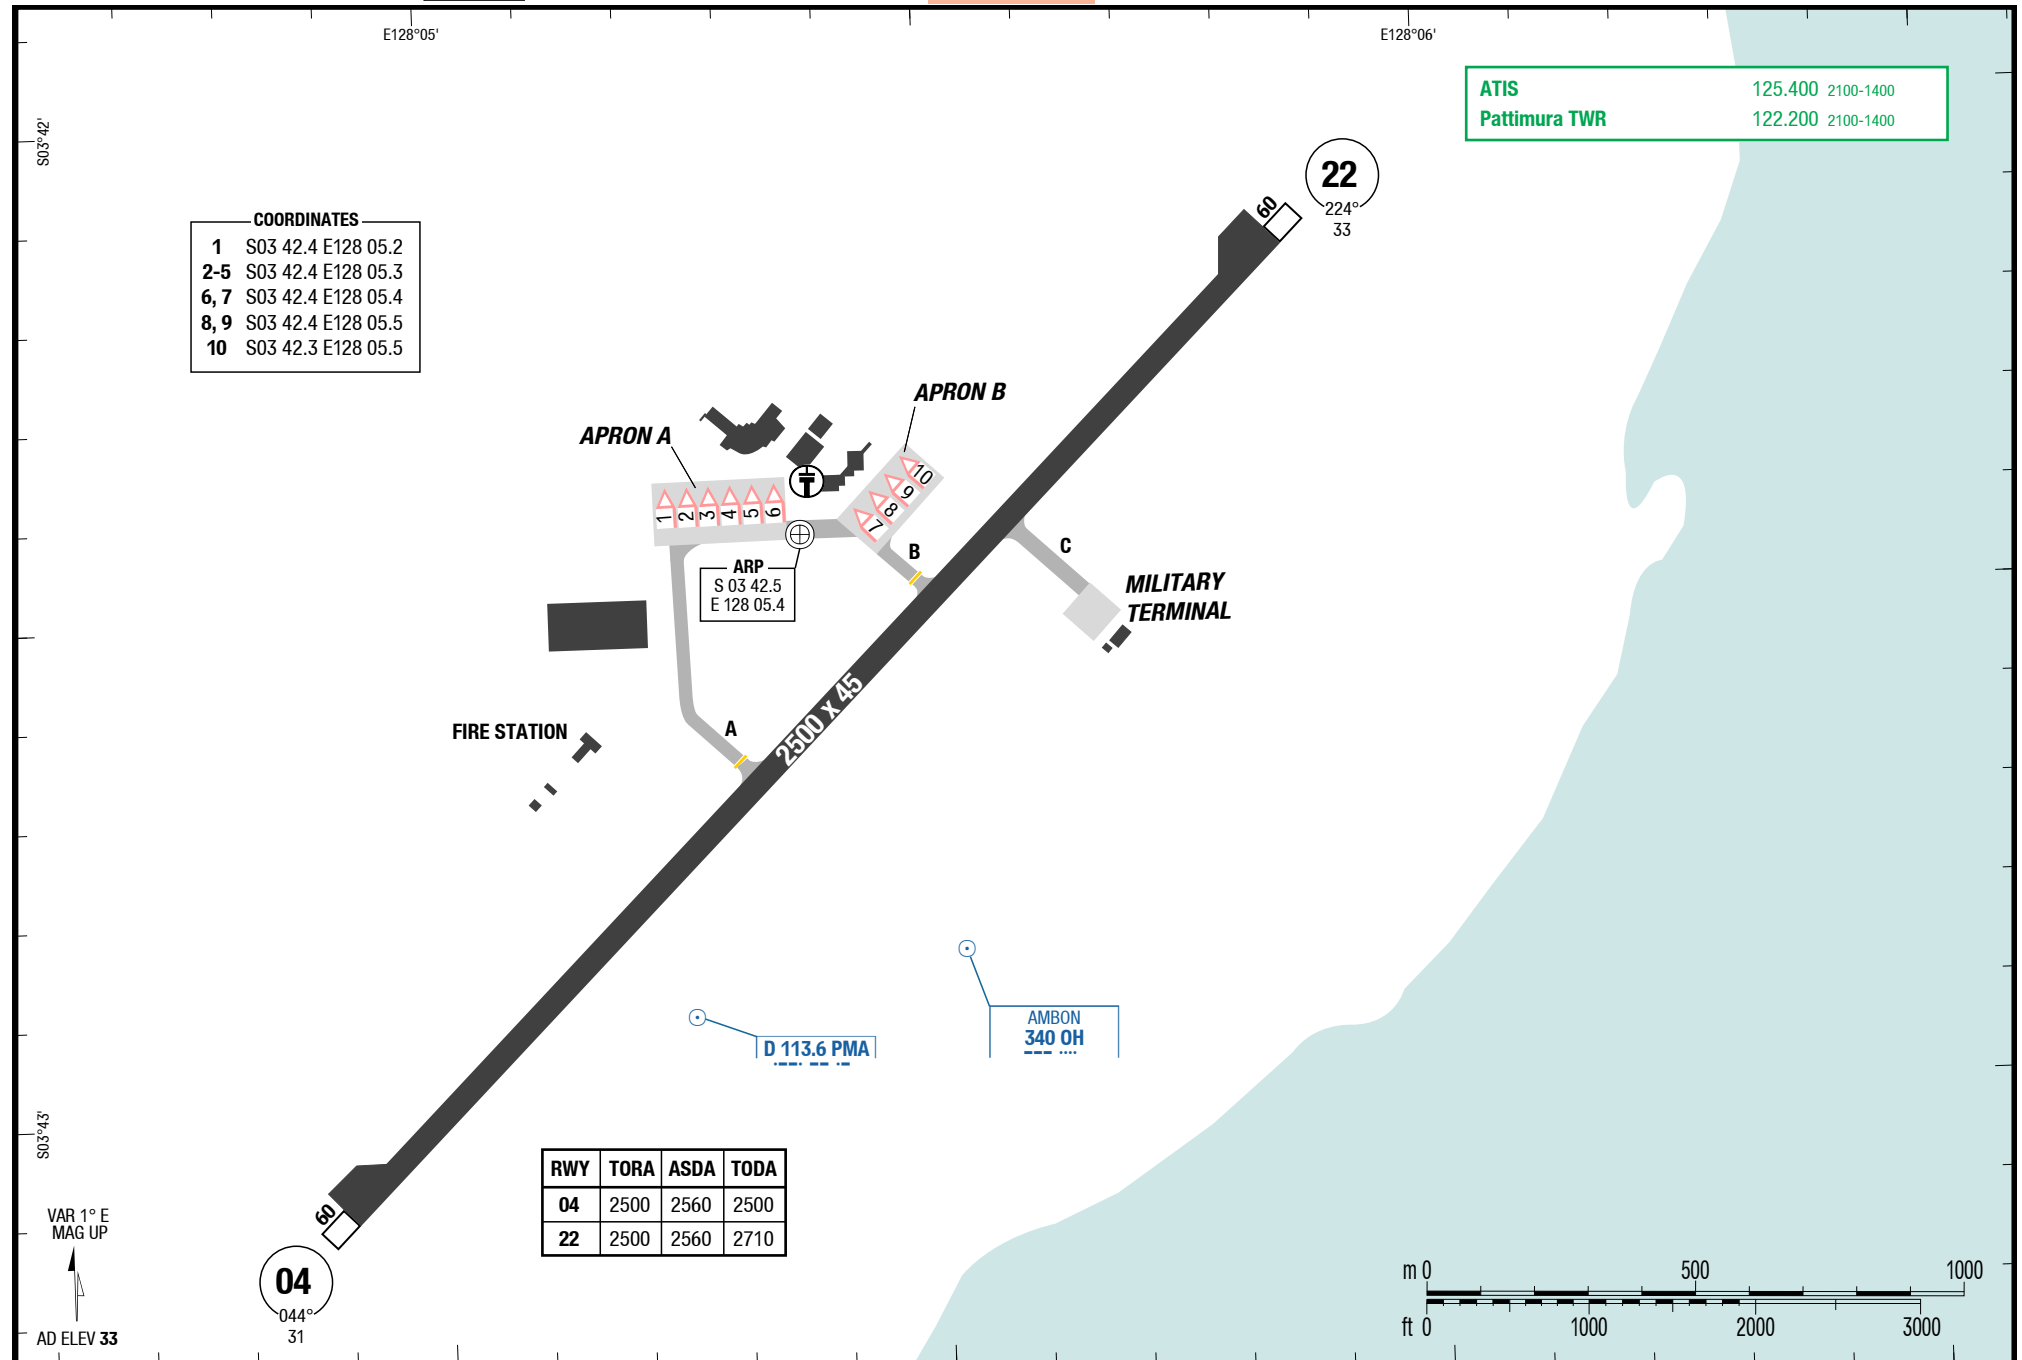 E128°05'
E128°06'
ATIS 125.400 2100-1400
Pattimura TWR 122.200 2100-1400
S03°42'
22
224°
33
60
COORDINATES
1 S03 42.4 E128 05.2
2-5 S03 42.4 E128 05.3
6, 7 S03 42.4 E128 05.4
8, 9 S03 42.4 E128 05.5
10 S03 42.3 E128 05.5
APRON B
APRON A
1 2 3 4 5 6
7 8 9 10
B
C
ARP
S 03 42.5
E 128 05.4
MILITARY
TERMINAL
2500 x 45
FIRE STATION
A
AMBON
340 OH
D 113.6 PMA
S03°43'
RWY TORA ASDA TODA
04 2500 2560 2500
22 2500 2560 2710
60
04
044°
31
VAR 1° E
MAG UP
AD ELEV 33
m 0 500 1000
ft 0 1000 2000 3000